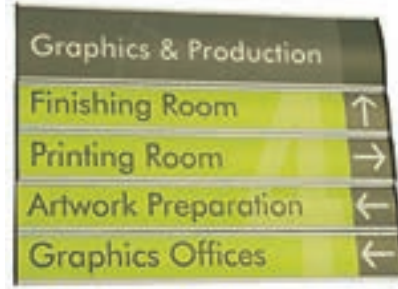 Graphics & Production
Finishing Room ↑
Printing Room →
Artwork Preparation ←
Graphics Offices ←